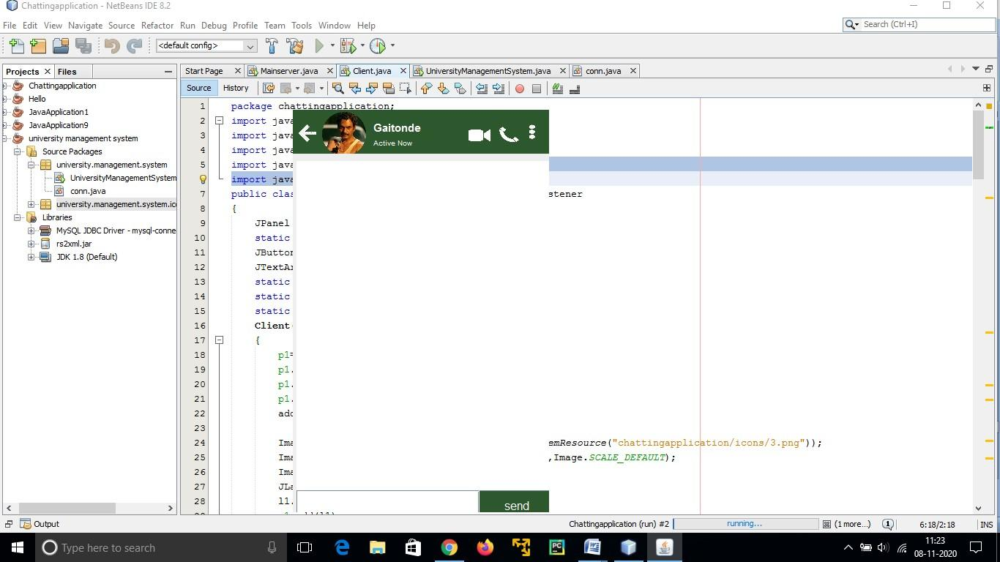 Chattingapplication - NetBeans IDE 8.2
File Edit View Navigate Source Refactor Run Debug Profile Team Tools Window Help
Search (Ctrl+I)
<default config>
Projects Files
Start Page Mainserver.java Client.java UniversityManagementSystem.java conn.java
Source History
Chattingapplication
Hello
JavaApplication1
JavaApplication9
university management system
Source Packages
university.management.system
UniversityManagementSystem
conn.java
university.management.system.ico
Libraries
MySQL JDBC Driver - mysql-conne
rs2xml.jar
JDK 1.8 (Default)
1 package chattingapplication;
2 import java
3 import java
4 import java
5 import java
6 import java
7 public clas stener
8 {
9 JPanel
10 static
11 JButton
12 JTextAr
13 static
14 static
15 static
16 Client
17 {
18 p1=
19 p1.
20 p1.
21 p1.
22 add
23
24 Ima emResource("chattingapplication/icons/3.png"));
25 Ima ,Image.SCALE_DEFAULT);
26 Ima
27 JLa
28 l1.
Gaitonde
Active Now
send
Output
Chattingapplication (run) #2 running... (1 more...) 1 6:18/2:18 INS
Type here to search
11:23
08-11-2020